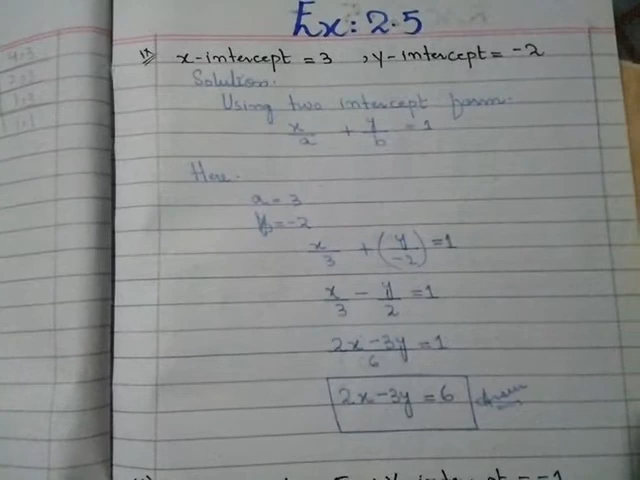 Ex: 2.5
x-intercept = 3 , y-intercept = -2
Solution.
Using two intercept form.
x/a + y/b = 1
Here.
a = 3
b = -2
x/3 + (y/-2) = 1
x/3 - y/2 = 1
2x-3y/6 = 1
2x-3y = 6